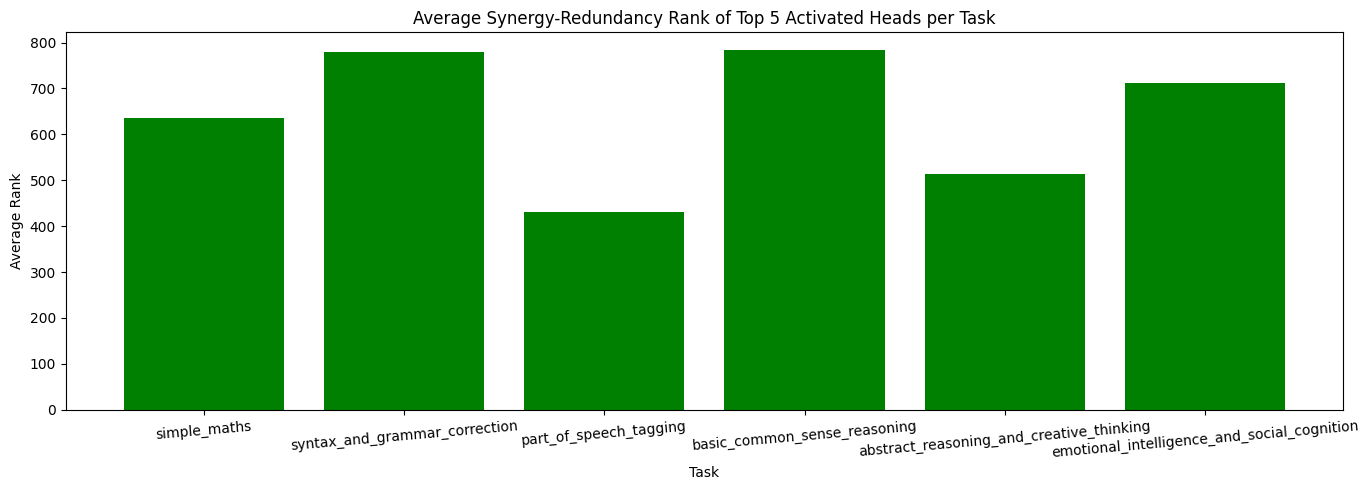 Average Synergy-Redundancy Rank of Top 5 Activated Heads per Task
Average Rank
800
700
600
500
400
300
200
100
0
simple_maths
syntax_and_grammar_correction
part_of_speech_tagging
basic_common_sense_reasoning
abstract_reasoning_and_creative_thinking
emotional_intelligence_and_social_cognition
Task